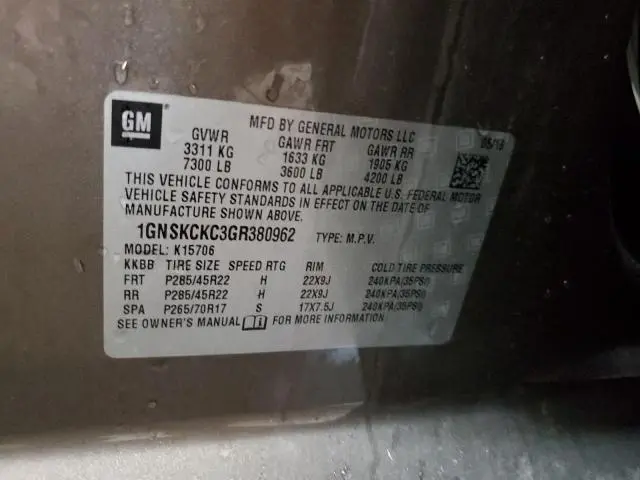 GM
MFD BY GENERAL MOTORS LLC
GVWR GAWR FRT GAWR RR 05/16
3311 KG 1633 KG 1905 KG
7300 LB 3600 LB 4200 LB
THIS VEHICLE CONFORMS TO ALL APPLICABLE U.S. FEDERAL MOTOR
VEHICLE SAFETY STANDARDS IN EFFECT ON THE DATE OF
MANUFACTURE SHOWN ABOVE.
1GNSKCKC3GR380962 TYPE: M.P.V.
MODEL: K15706
KKBB TIRE SIZE SPEED RTG RIM COLD TIRE PRESSURE
FRT P285/45R22 H 22X9J 240KPA(35PSI)
RR P285/45R22 H 22X9J 240KPA(35PSI)
SPA P265/70R17 S 17X7.5J 240KPA(35PSI)
SEE OWNER'S MANUAL FOR MORE INFORMATION